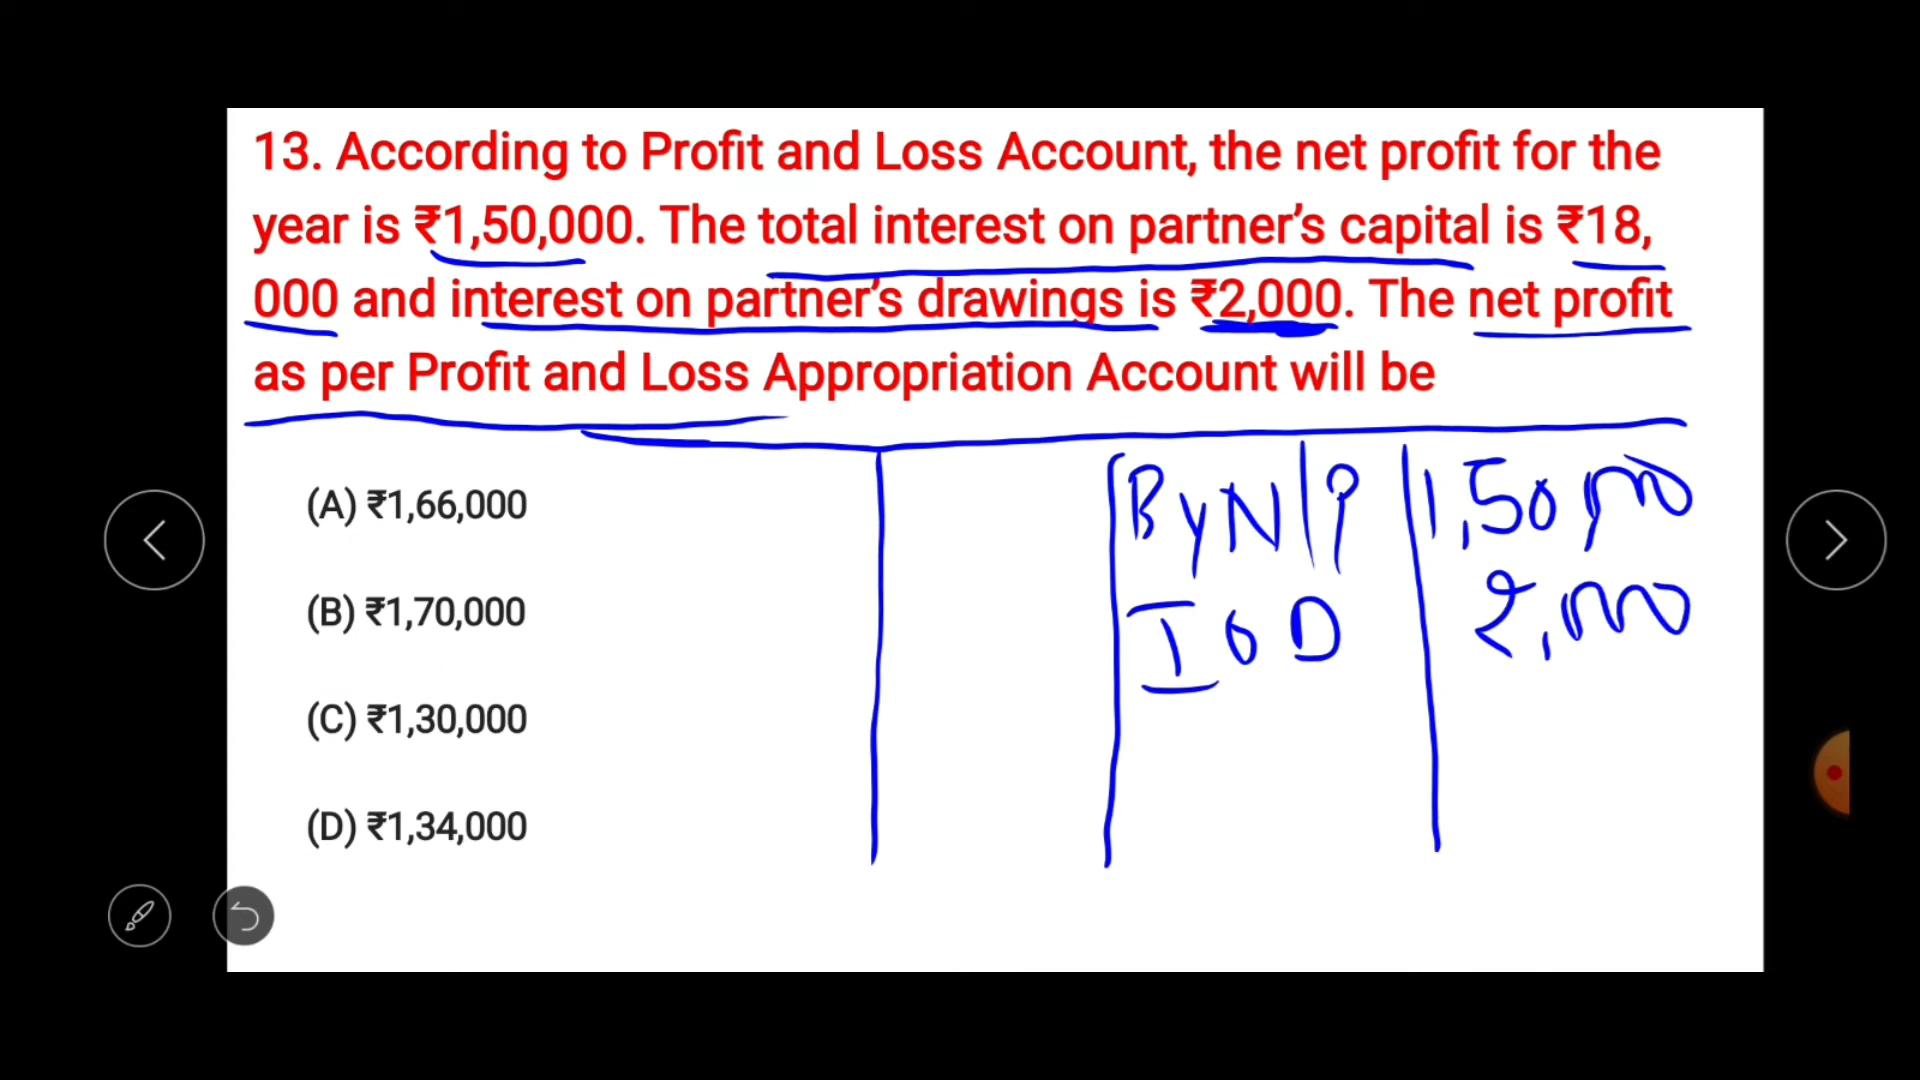 13. According to Profit and Loss Account, the net profit for the
year is ₹1,50,000. The total interest on partner’s capital is ₹18,
000 and interest on partner’s drawings is ₹2,000. The net profit
as per Profit and Loss Appropriation Account will be
(A) ₹1,66,000
(B) ₹1,70,000
(C) ₹1,30,000
(D) ₹1,34,000
By N/P 1,50,000
IOD 2,000